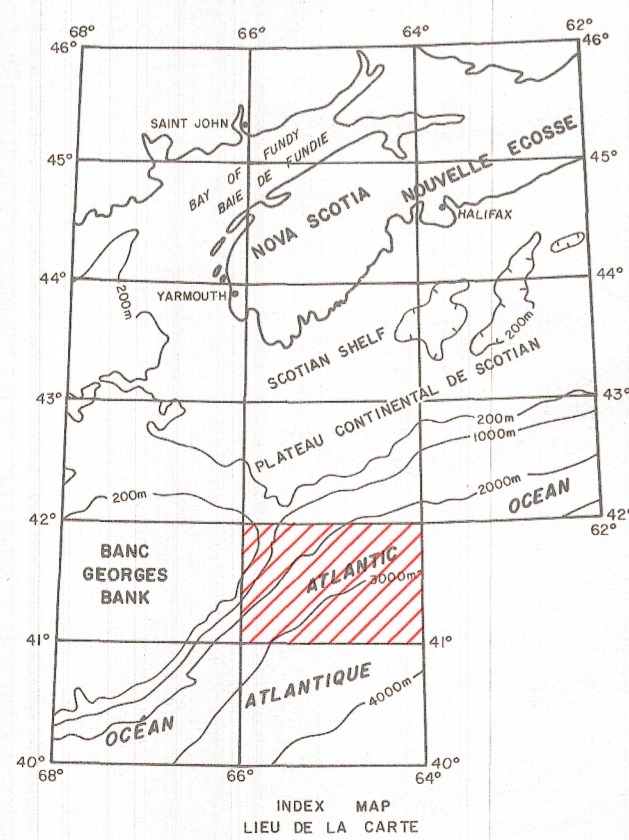 68° 66° 64° 62°
46° 46°
SAINT JOHN
BAY OF FUNDY
BAIE DE FUNDIE
45° 45°
NOVA SCOTIA NOUVELLE ECOSSE
HALIFAX
44° 44°
200m
YARMOUTH
200m
SCOTIAN SHELF
PLATEAU CONTINENTAL DE SCOTIAN
43° 43°
200m
1000m
2000m
200m
OCEAN
42° 42°
62°
BANC
GEORGES
BANK
ATLANTIC
3000m
41° 41°
ATLANTIQUE
4000m
OCÉAN
40° 40°
68° 66° 64°
INDEX MAP
LIEU DE LA CARTE